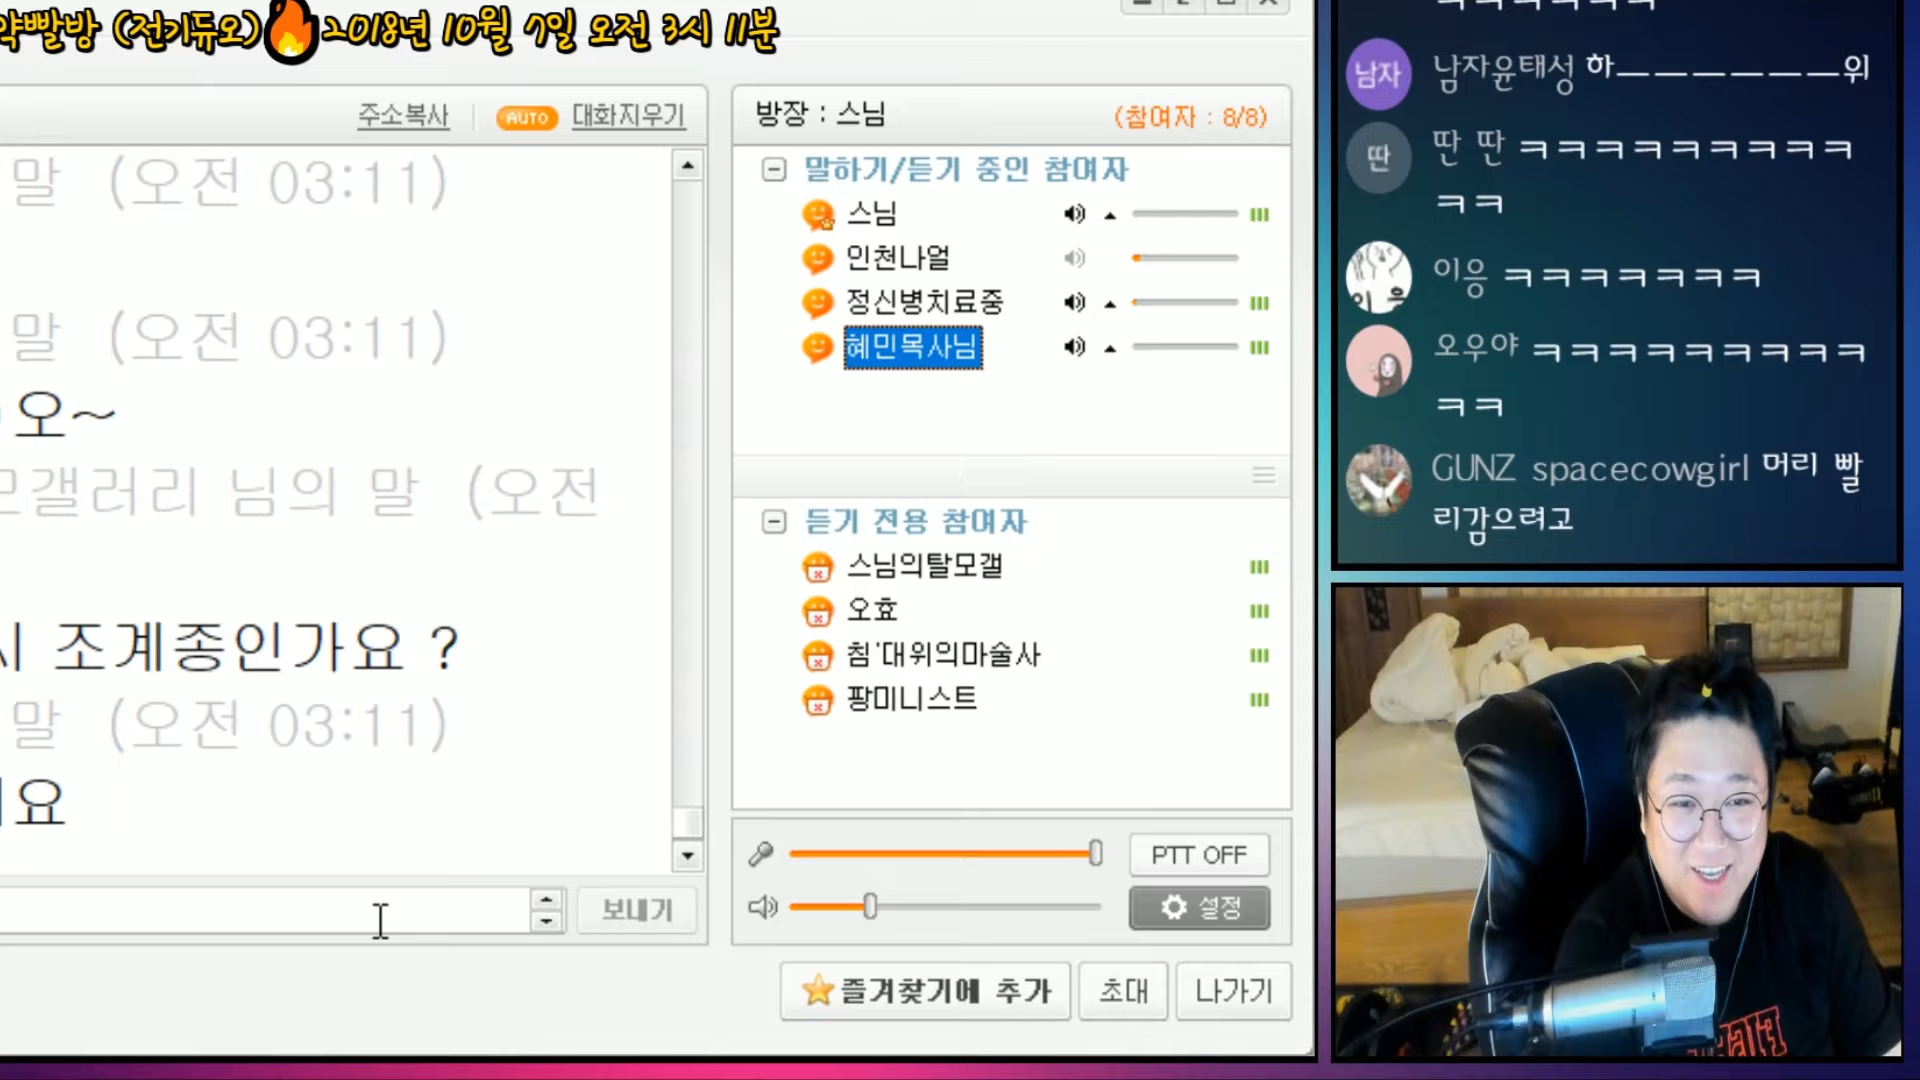 약빨방 (전기듀오) 2018년 10월 7일 오전 3시 11분
주소복사 AUTO 대화지우기
말 (오전 03:11)
말 (오전 03:11)
오~
모갤러리 님의 말 (오전
시 조계종인가요 ?
말 (오전 03:11)
요
보내기
방장 : 스님 (참여자 : 8/8)
말하기/듣기 중인 참여자
스님
인천나얼
정신병치료중
혜민목사님
듣기 전용 참여자
스님의탈모갤
오효
침˙대위의마술사
팡미니스트
PTT OFF
설정
즐겨찾기에 추가 초대 나가기
남자 남자윤태성 하ㅡㅡㅡㅡㅡㅡ위
딴 딴 딴 ㅋㅋㅋㅋㅋㅋㅋㅋㅋ
ㅋㅋ
이응 ㅋㅋㅋㅋㅋㅋㅋ
오우야 ㅋㅋㅋㅋㅋㅋㅋㅋㅋ
ㅋㅋ
GUNZ spacecowgirl 머리 빨
리감으려고